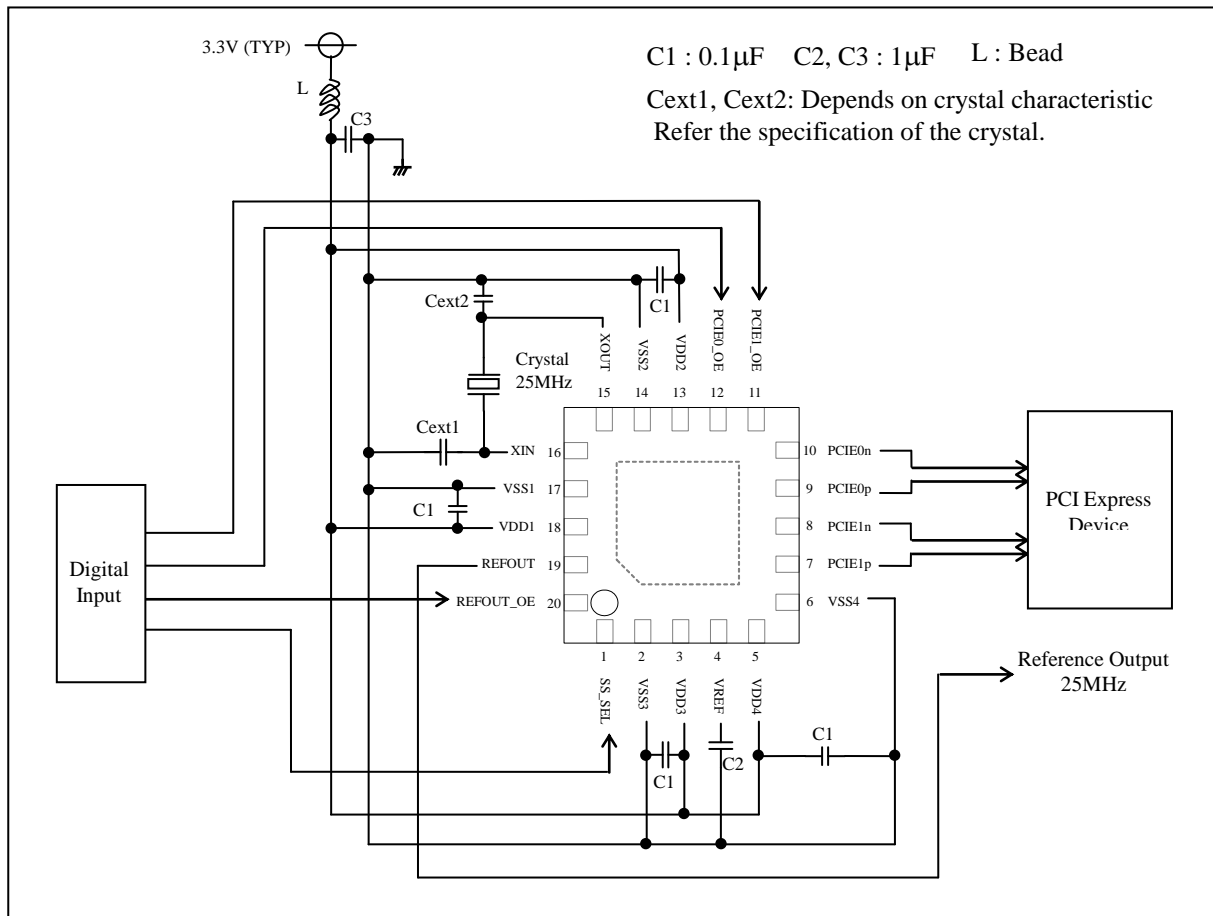 3.3V (TYP)
C1 : 0.1μF C2, C3 : 1μF L : Bead
Cext1, Cext2: Depends on crystal characteristic
Refer the specification of the crystal.
L
C3
Cext2
C1
XOUT
VSS2
VDD2
PCIE0_OE
PCIE1_OE
Crystal
25MHz
15 14 13 12 11
Cext1
XIN 16
VSS1 17
C1
VDD1 18
REFOUT 19
REFOUT_OE 20
10 PCIE0n
9 PCIE0p
8 PCIE1n
7 PCIE1p
6 VSS4
PCI Express
Device
Digital
Input
1 2 3 4 5
SS_SEL
VSS3
VDD3
VREF
VDD4
Reference Output
25MHz
C1
C2
C1